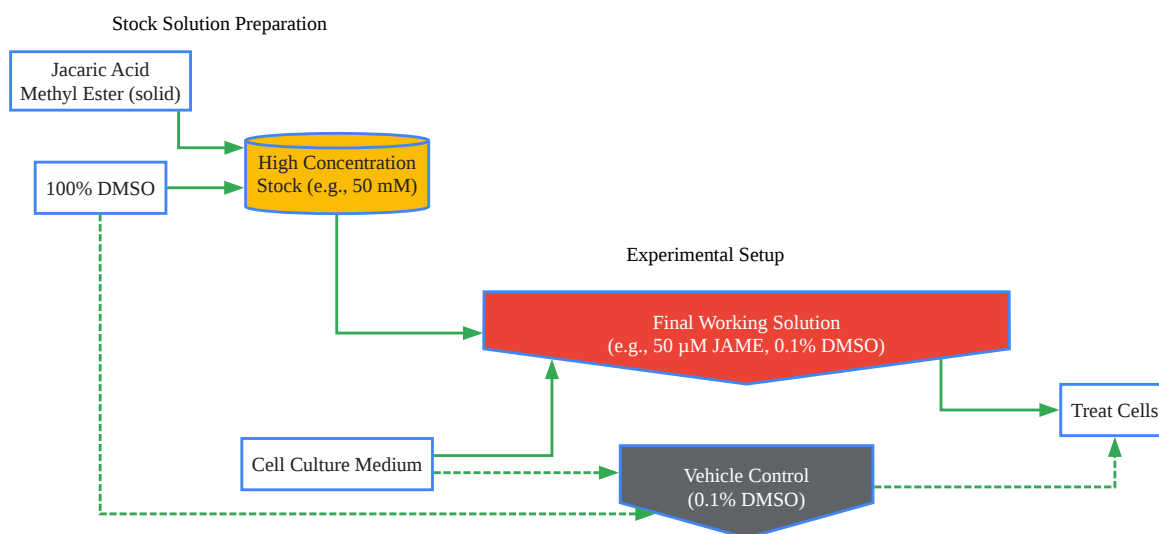 Stock Solution Preparation
Jacaric Acid
Methyl Ester (solid)
100% DMSO
High Concentration
Stock (e.g., 50 mM)
Experimental Setup
Final Working Solution
(e.g., 50 µM JAME, 0.1% DMSO)
Treat Cells
Cell Culture Medium
Vehicle Control
(0.1% DMSO)